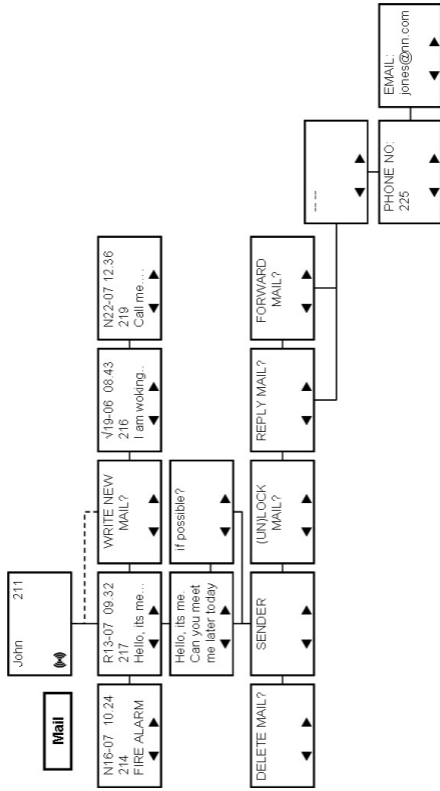 Mail
John 211
N16-07 10.24
214
FIRE ALARM
R13-07 09.32
217
Hello, its me...
WRITE NEW
MAIL?
√19-06 08.43
216
I am woking..
N22-07 12.36
219
Call me....
Hello, its me.
Can you meet
me later today
if possible?
DELETE MAIL?
SENDER
(UN)LOCK
MAIL?
REPLY MAIL?
FORWARD
MAIL?
-- --
PHONE NO:
225
EMAIL:
jones@nn.com